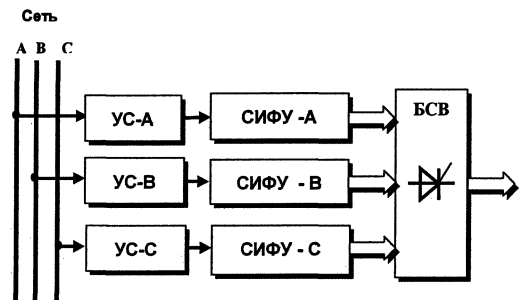 Сеть
А В С
УС-А СИФУ -А БСВ
УС-В СИФУ - В
УС-С СИФУ - С